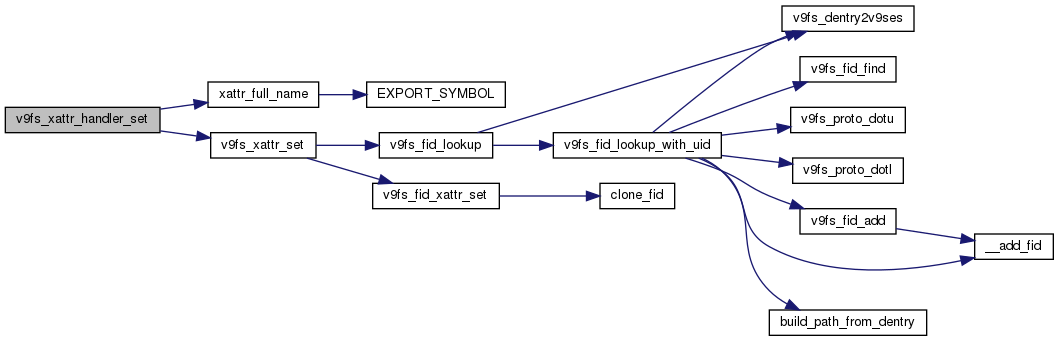 v9fs_xattr_handler_set
xattr_full_name
EXPORT_SYMBOL
v9fs_xattr_set
v9fs_fid_lookup
v9fs_fid_xattr_set
clone_fid
v9fs_fid_lookup_with_uid
v9fs_dentry2v9ses
v9fs_fid_find
v9fs_proto_dotu
v9fs_proto_dotl
v9fs_fid_add
__add_fid
build_path_from_dentry